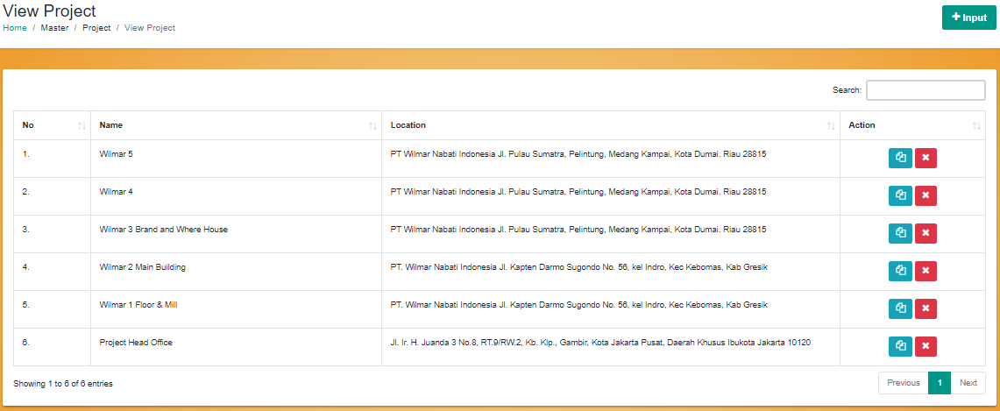 View Project
+ Input
Home / Master / Project / View Project
Search:
No Name Location Action
1. Wilmar 5 PT Wilmar Nabati Indonesia Jl. Pulau Sumatra, Pelintung, Medang Kampai, Kota Dumai. Riau 28815
2. Wilmar 4 PT Wilmar Nabati Indonesia Jl. Pulau Sumatra, Pelintung, Medang Kampai, Kota Dumai. Riau 28815
3. Wilmar 3 Brand and Where House PT Wilmar Nabati Indonesia Jl. Pulau Sumatra, Pelintung, Medang Kampai, Kota Dumai. Riau 28815
4. Wilmar 2 Main Building PT. Wilmar Nabati Indonesia Jl. Kapten Darmo Sugondo No. 56, kel Indro, Kec Kebomas, Kab Gresik
5. Wilmar 1 Floor & Mill PT. Wilmar Nabati Indonesia Jl. Kapten Darmo Sugondo No. 56, kel Indro, Kec Kebomas, Kab Gresik
6. Project Head Office Jl. Ir. H. Juanda 3 No.8, RT.9/RW.2, Kb. Klp., Gambir, Kota Jakarta Pusat, Daerah Khusus Ibukota Jakarta 10120
Showing 1 to 6 of 6 entries
Previous 1 Next